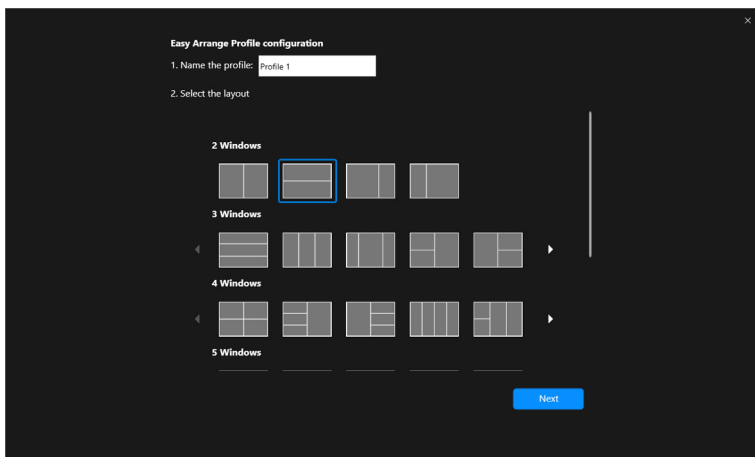 Easy Arrange Profile configuration
1. Name the profile: Profile 1
2. Select the layout
2 Windows
3 Windows
4 Windows
5 Windows
Next